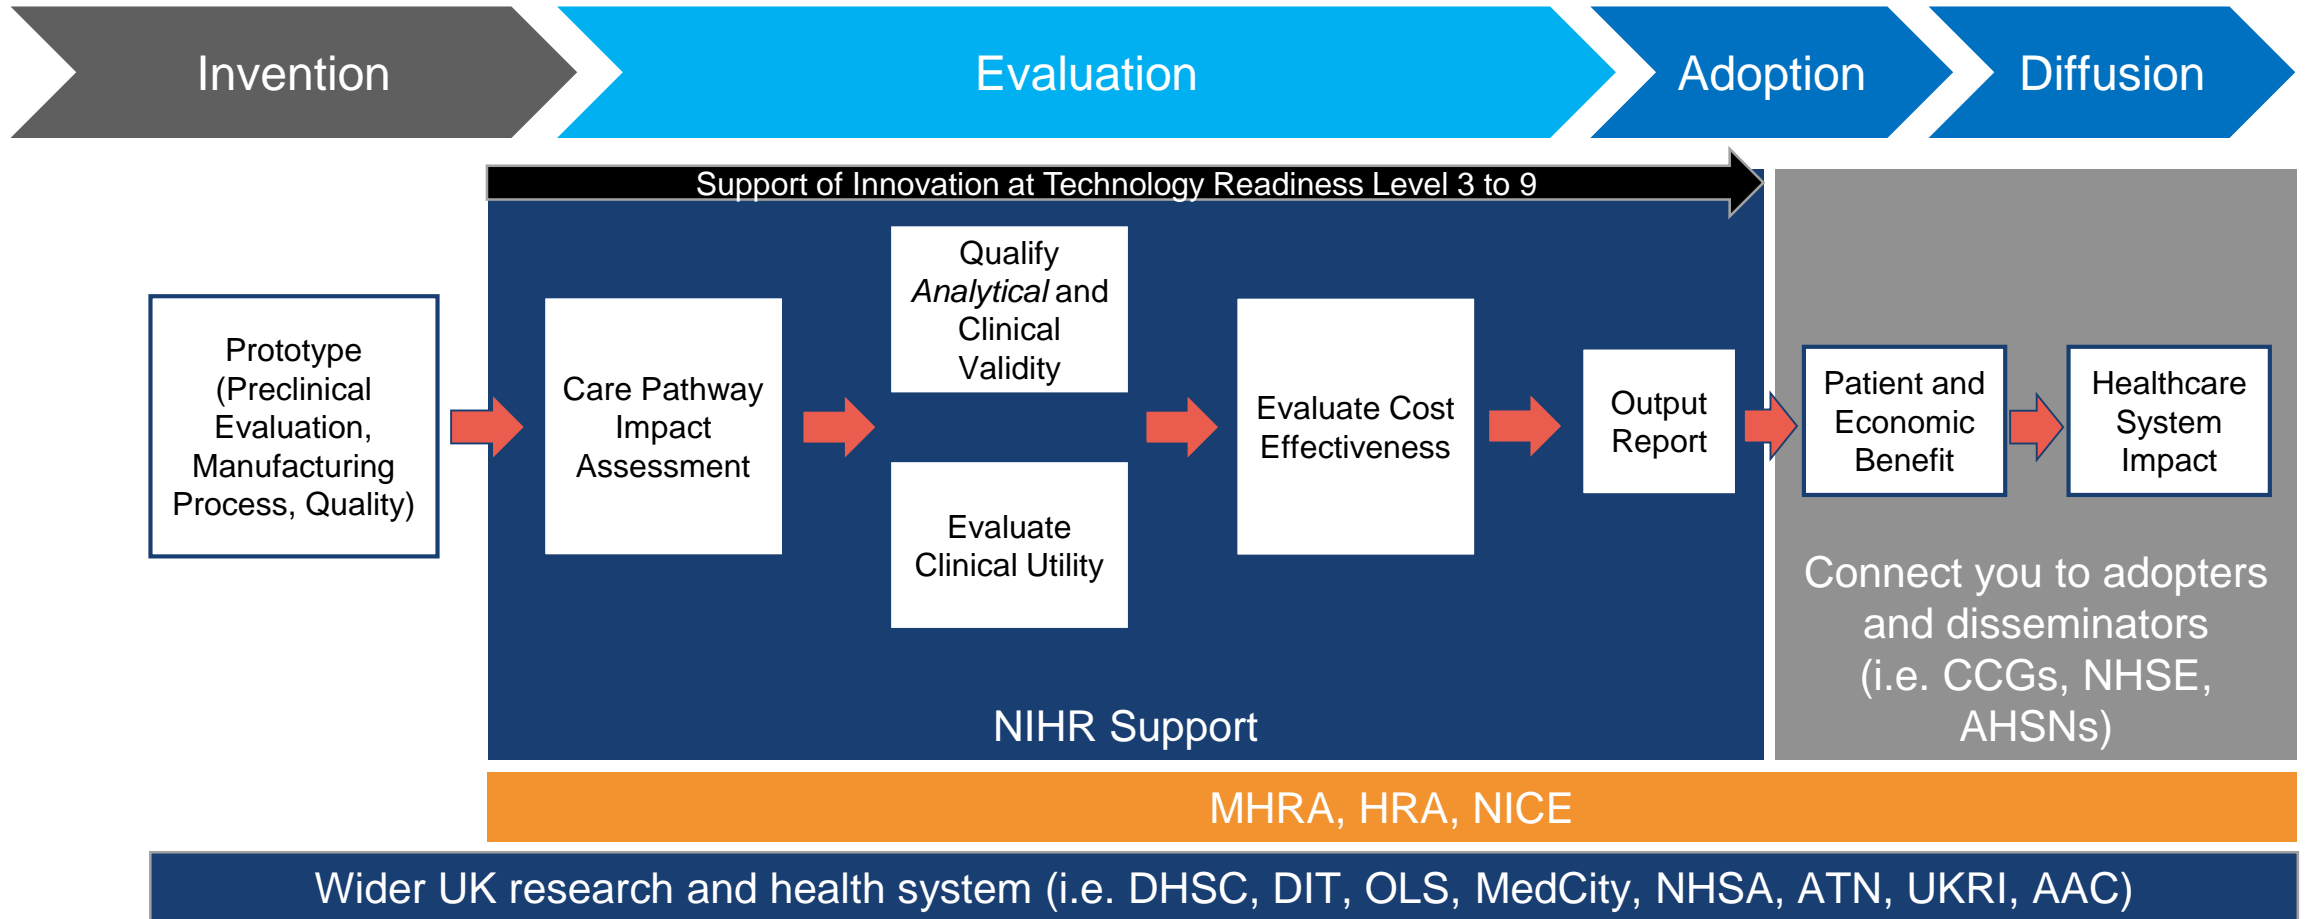 Invention
Evaluation
Adoption
Diffusion
Support of Innovation at Technology Readiness Level 3 to 9
Prototype
(Preclinical
Evaluation,
Manufacturing
Process, Quality)
Care Pathway
Impact
Assessment
Qualify
Analytical and
Clinical
Validity
Evaluate
Clinical Utility
Evaluate Cost
Effectiveness
Output
Report
Patient and
Economic
Benefit
Healthcare
System
Impact
NIHR Support
Connect you to adopters
and disseminators
(i.e. CCGs, NHSE,
AHSNs)
MHRA, HRA, NICE
Wider UK research and health system (i.e. DHSC, DIT, OLS, MedCity, NHSA, ATN, UKRI, AAC)